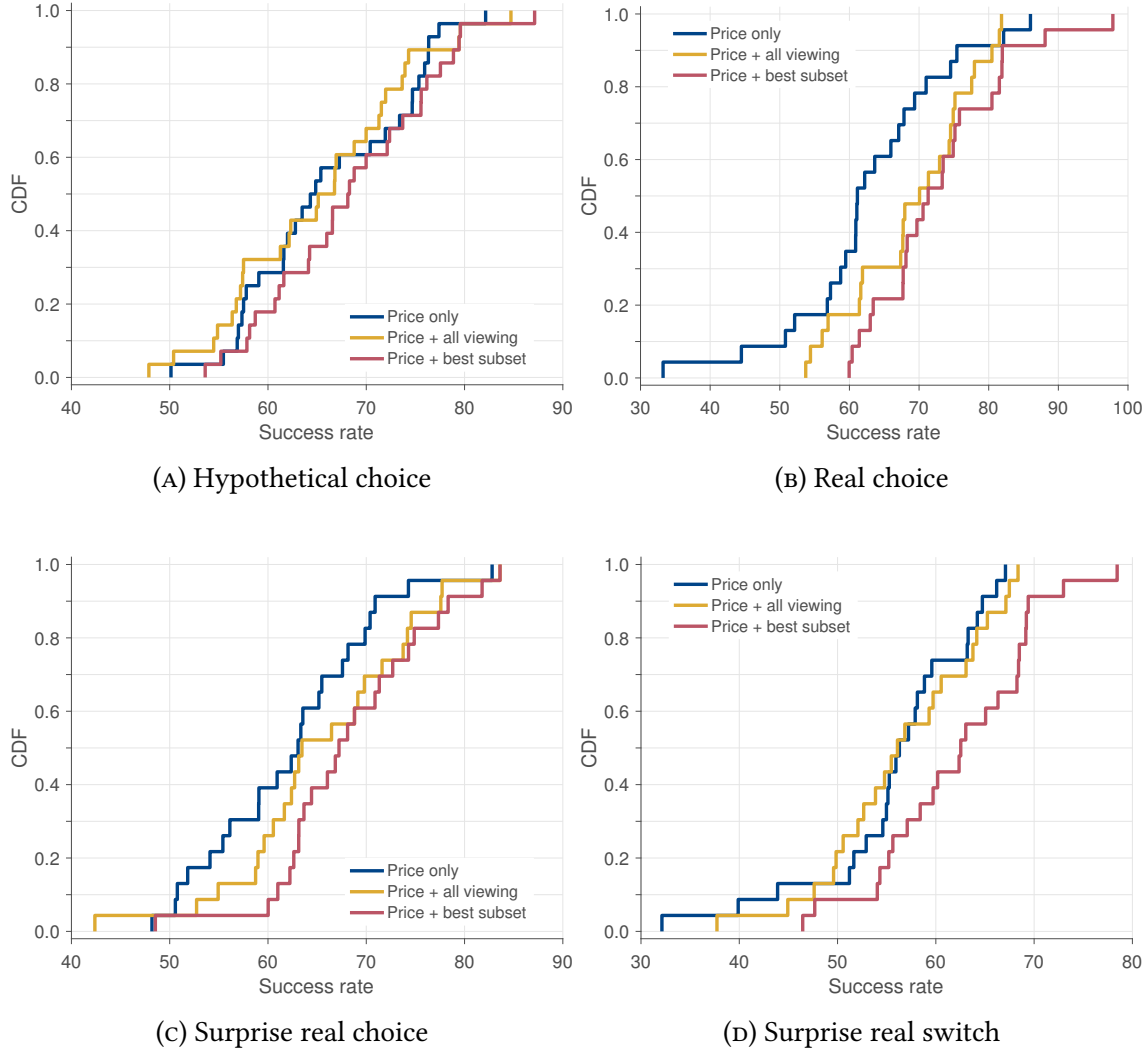 1.0
0.8
0.6
0.4
0.2
0.0
CDF
Price only
Price + all viewing
Price + best subset
40 50 60 70 80 90
Success rate
(A) Hypothetical choice
1.0
0.8
0.6
0.4
0.2
0.0
CDF
Price only
Price + all viewing
Price + best subset
30 40 50 60 70 80 90 100
Success rate
(B) Real choice
1.0
0.8
0.6
0.4
0.2
0.0
CDF
Price only
Price + all viewing
Price + best subset
40 50 60 70 80 90
Success rate
(C) Surprise real choice
1.0
0.8
0.6
0.4
0.2
0.0
CDF
Price only
Price + all viewing
Price + best subset
30 40 50 60 70 80
Success rate
(D) Surprise real switch